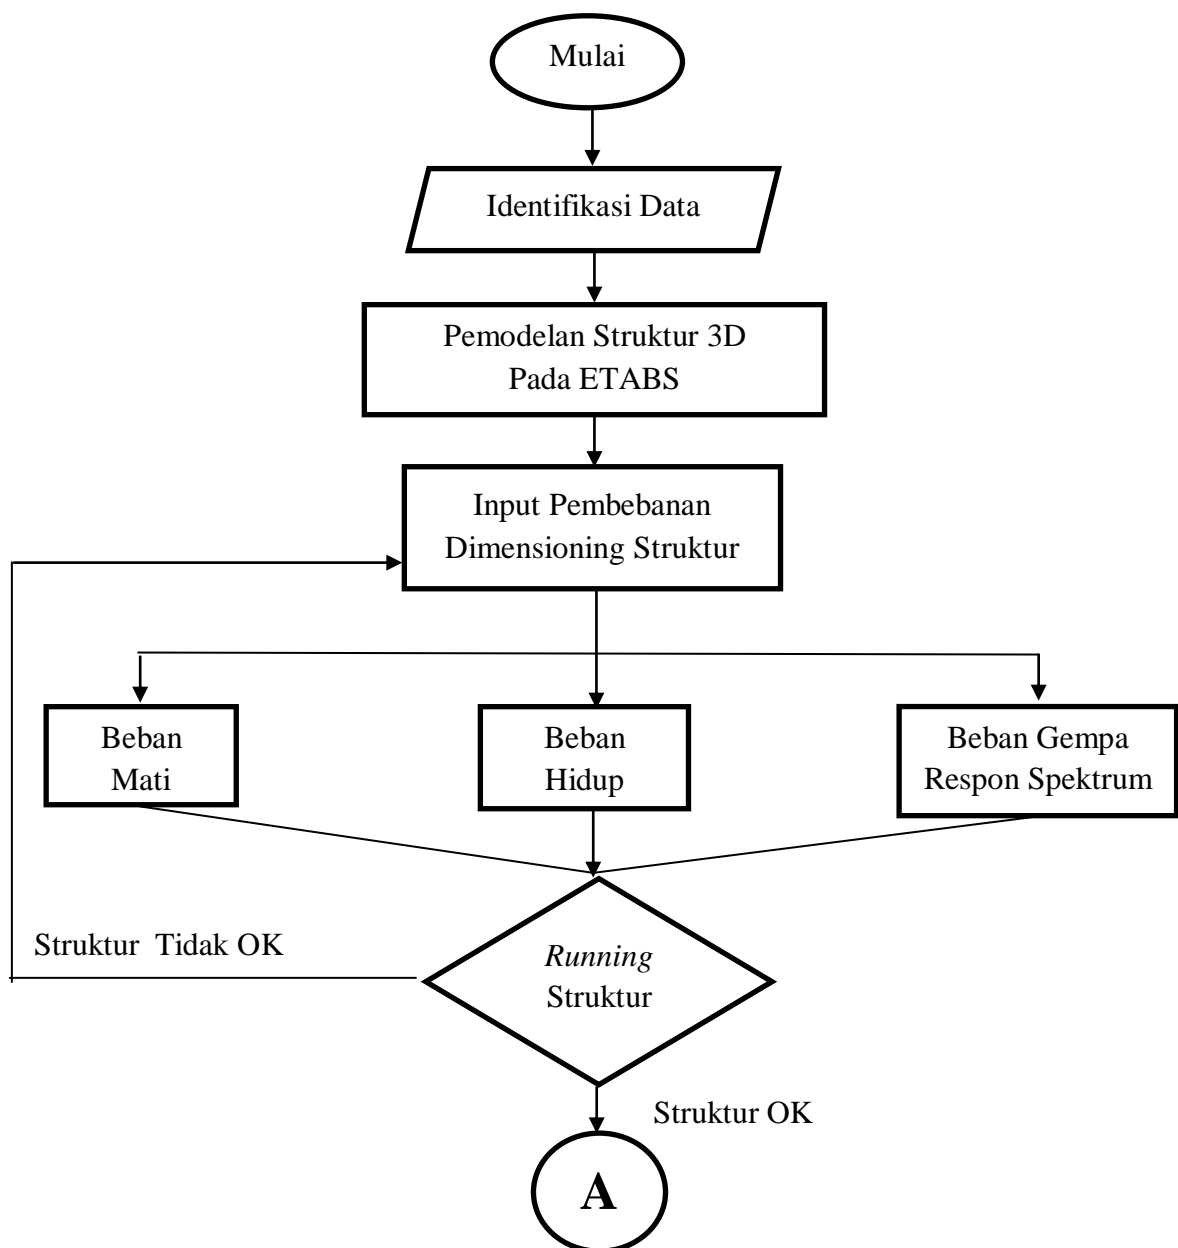 Mulai
Identifikasi Data
Pemodelan Struktur 3D
Pada ETABS
Input Pembebanan
Dimensioning Struktur
Beban
Mati
Beban
Hidup
Beban Gempa
Respon Spektrum
Struktur  Tidak OK
Running
Struktur
Struktur OK
A